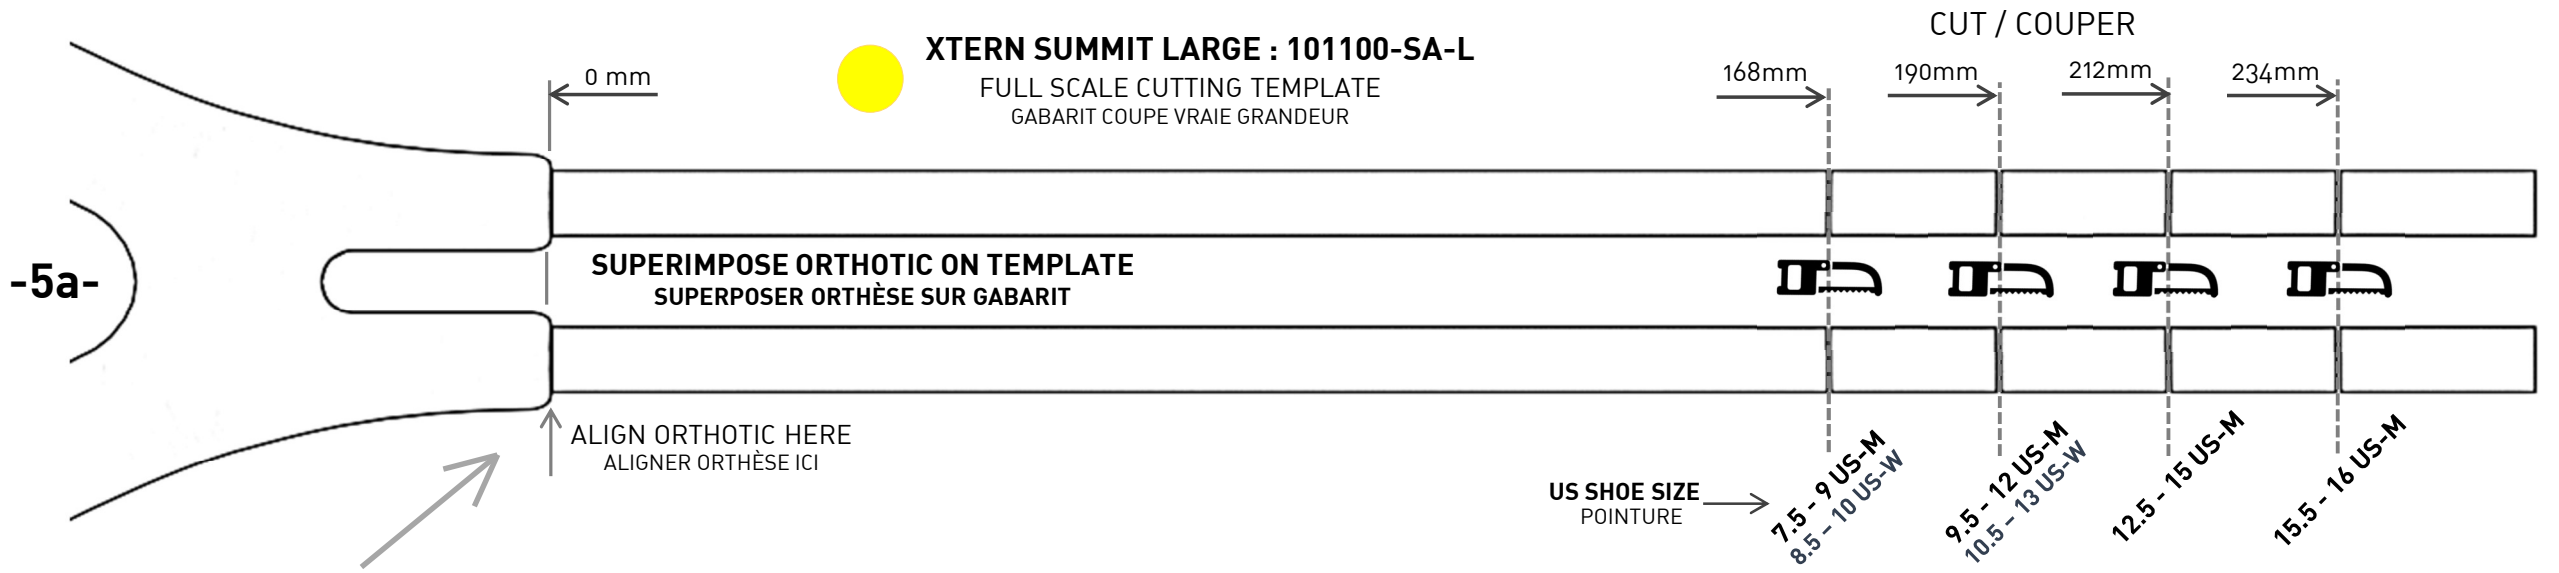 CUT / COUPER
XTERN SUMMIT LARGE : 101100-SA-L
FULL SCALE CUTTING TEMPLATE
GABARIT COUPE VRAIE GRANDEUR
0 mm
168mm
190mm
212mm
234mm
-5a-
SUPERIMPOSE ORTHOTIC ON TEMPLATE
SUPERPOSER ORTHÈSE SUR GABARIT
ALIGN ORTHOTIC HERE
ALIGNER ORTHÈSE ICI
US SHOE SIZE
POINTURE
7.5 - 9 US-M
8.5 - 10 US-W
9.5 - 12 US-M
10.5 - 13 US-W
12.5 - 15 US-M
15.5 - 16 US-M